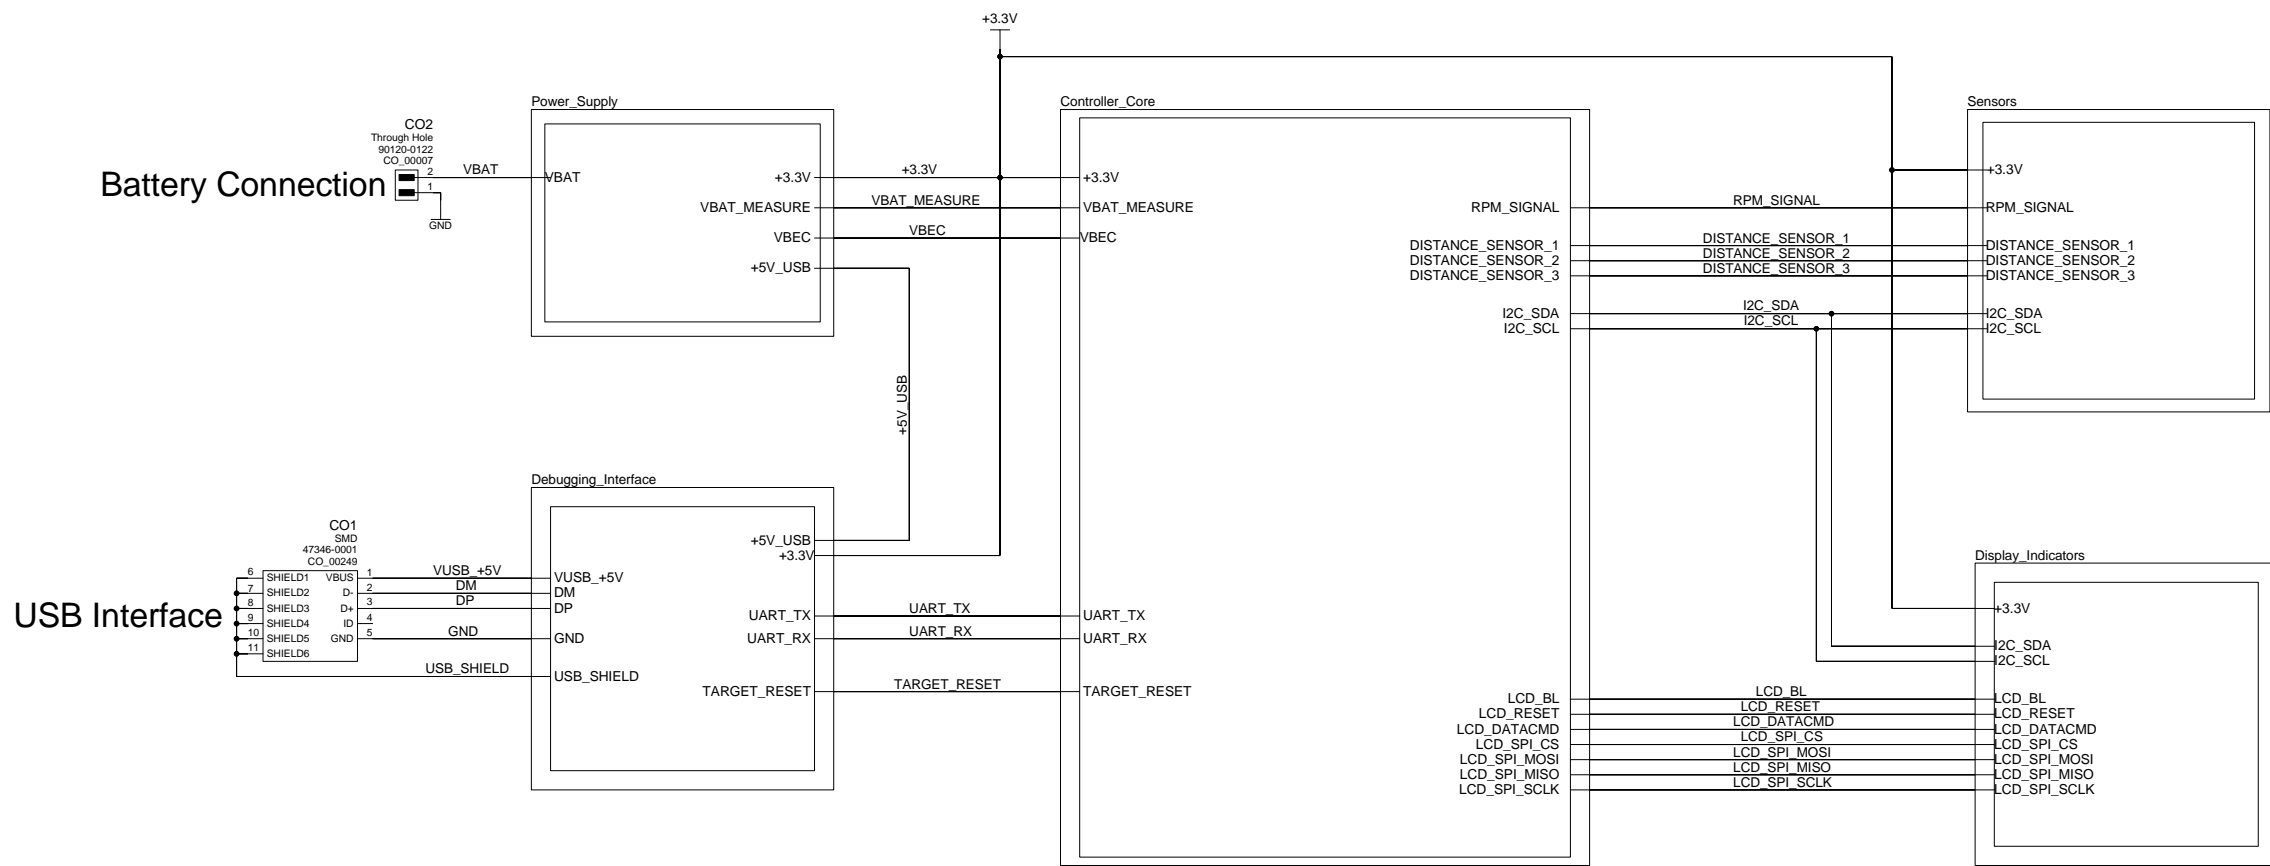 +3.3V
Power_Supply
Controller_Core
Sensors
CO2
Through Hole
90120-0122
CO_00007
Battery Connection
2
1
VBAT
GND
VBAT
+3.3V
VBAT_MEASURE
VBEC
+5V_USB
+3.3V
VBAT_MEASURE
VBEC
+5V_USB
+3.3V
VBAT_MEASURE
VBEC
RPM_SIGNAL
DISTANCE_SENSOR_1
DISTANCE_SENSOR_2
DISTANCE_SENSOR_3
I2C_SDA
I2C_SCL
RPM_SIGNAL
DISTANCE_SENSOR_1
DISTANCE_SENSOR_2
DISTANCE_SENSOR_3
I2C_SDA
I2C_SCL
+3.3V
RPM_SIGNAL
DISTANCE_SENSOR_1
DISTANCE_SENSOR_2
DISTANCE_SENSOR_3
I2C_SDA
I2C_SCL
Debugging_Interface
CO1
SMD
47346-0001
CO_00249
USB Interface
6 SHIELD1 VBUS 1
7 SHIELD2 D- 2
8 SHIELD3 D+ 3
9 SHIELD4 ID 4
10 SHIELD5 GND 5
11 SHIELD6
VUSB_+5V
DM
DP
GND
USB_SHIELD
VUSB_+5V
DM
DP
GND
USB_SHIELD
+5V_USB
+3.3V
UART_TX
UART_RX
TARGET_RESET
UART_TX
UART_RX
TARGET_RESET
UART_TX
UART_RX
TARGET_RESET
LCD_BL
LCD_RESET
LCD_DATACMD
LCD_SPI_CS
LCD_SPI_MOSI
LCD_SPI_MISO
LCD_SPI_SCLK
LCD_BL
LCD_RESET
LCD_DATACMD
LCD_SPI_CS
LCD_SPI_MOSI
LCD_SPI_MISO
LCD_SPI_SCLK
Display_Indicators
+3.3V
I2C_SDA
I2C_SCL
LCD_BL
LCD_RESET
LCD_DATACMD
LCD_SPI_CS
LCD_SPI_MOSI
LCD_SPI_MISO
LCD_SPI_SCLK